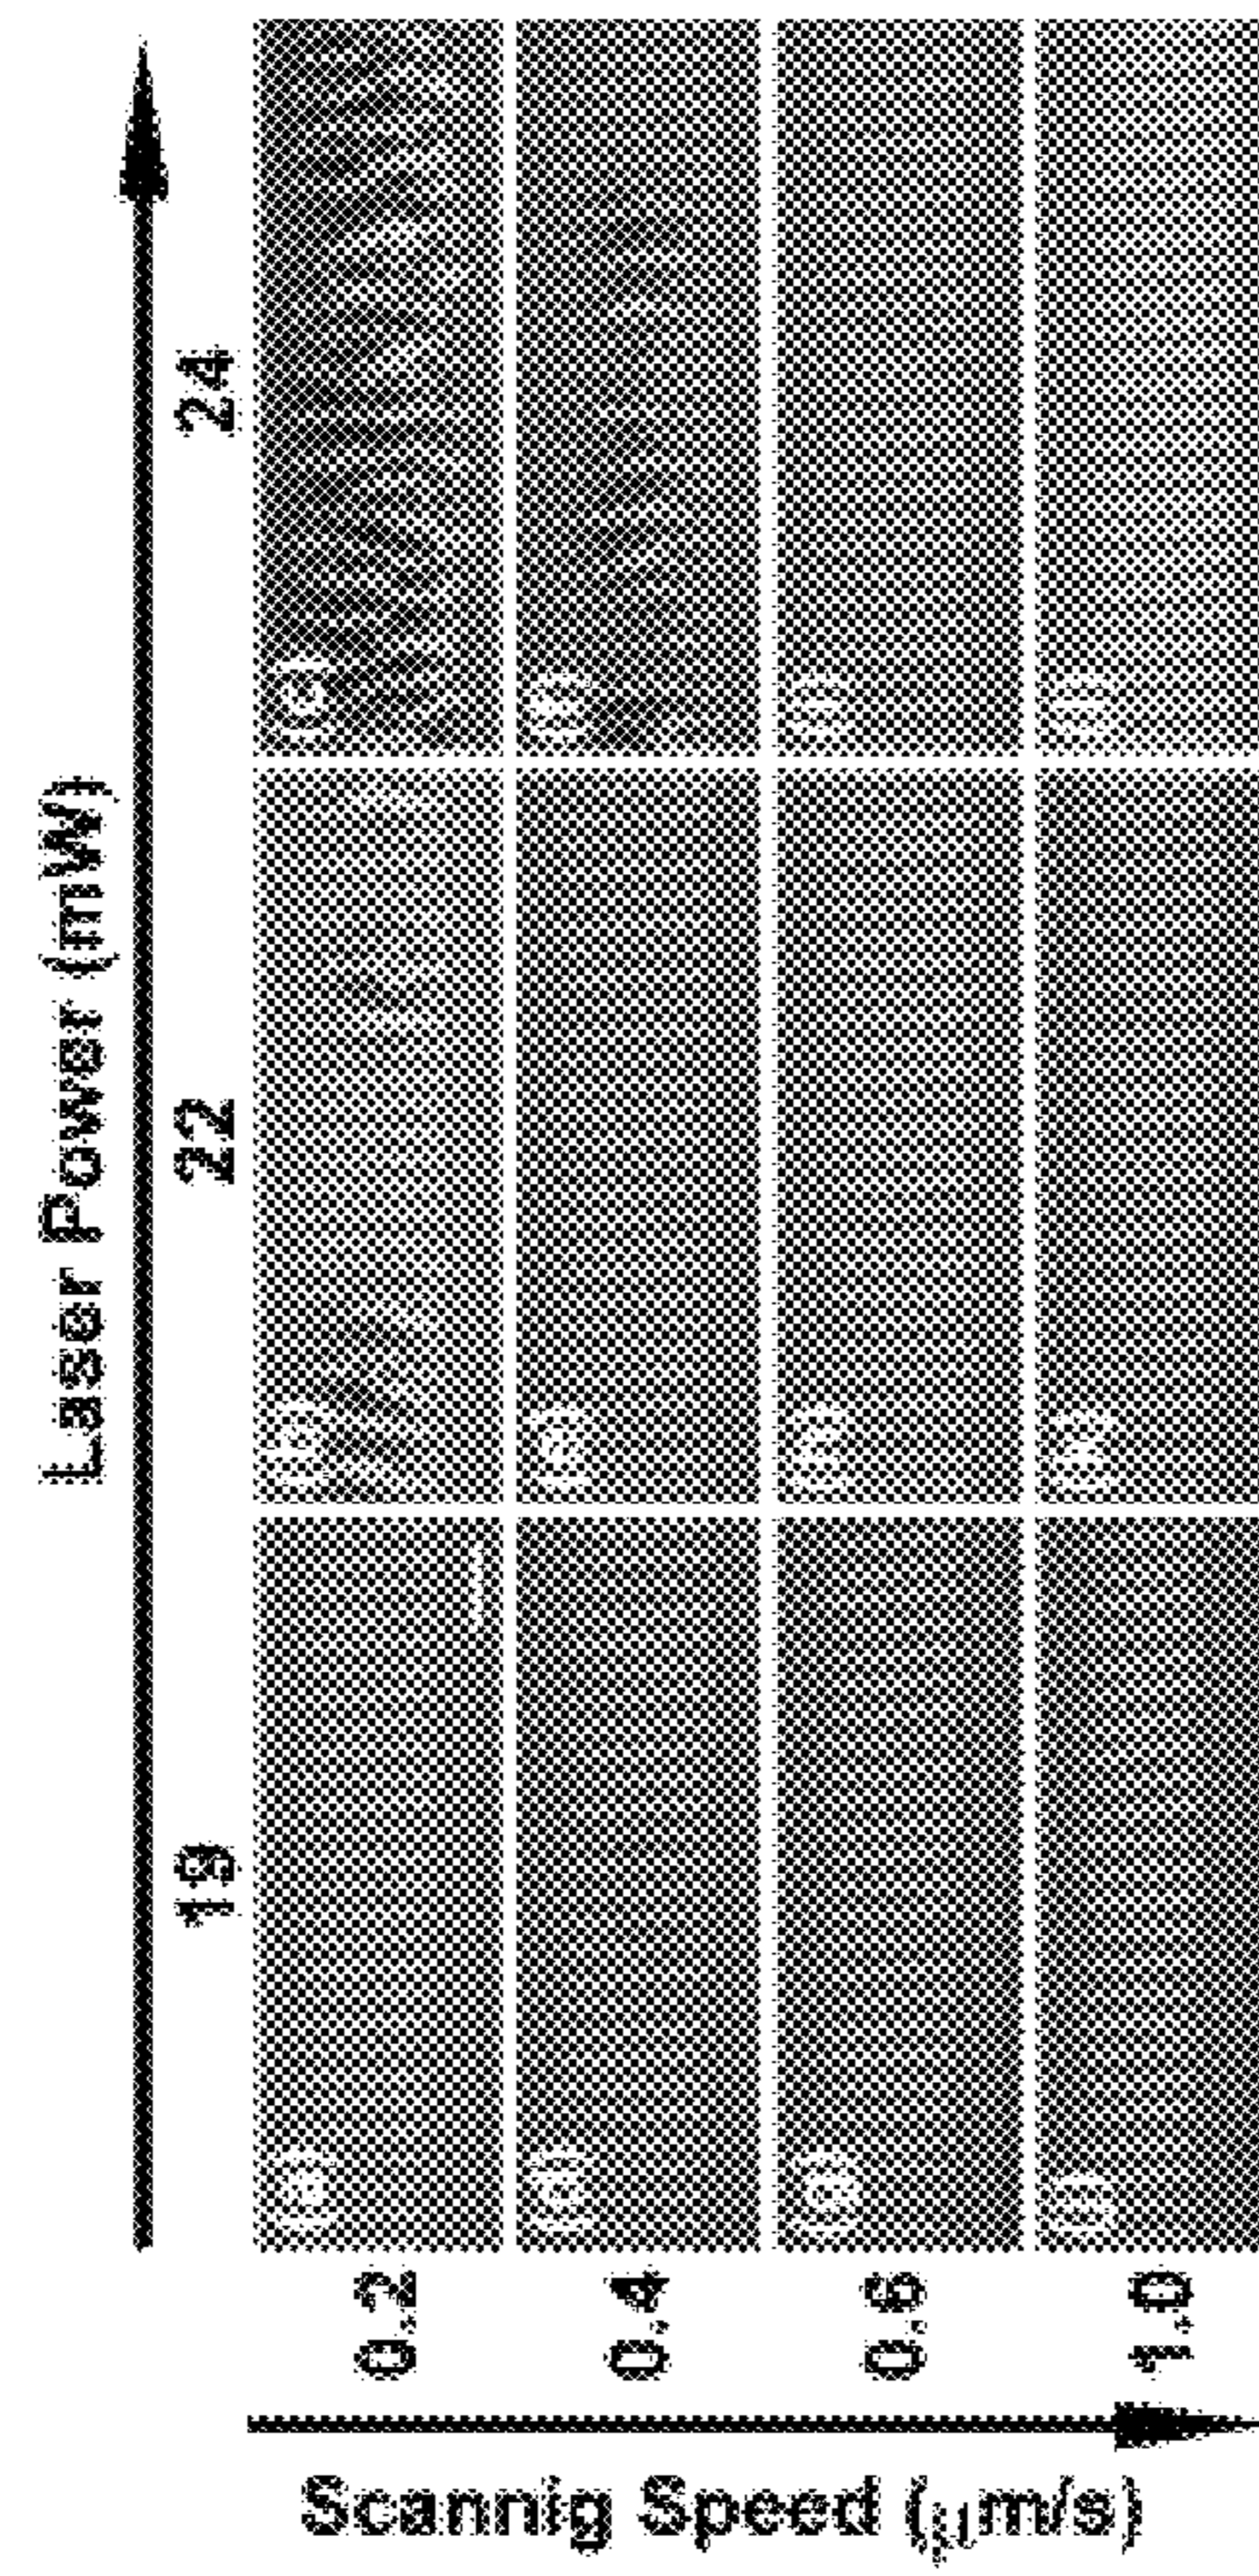 Laser Power (mW)
19 22 24
Scannig Speed (μm/s)
0.2 (a) (b) (c)
0.4 (d) (e) (f)
0.6 (g) (h) (i)
1.0 (j) (k) (l)